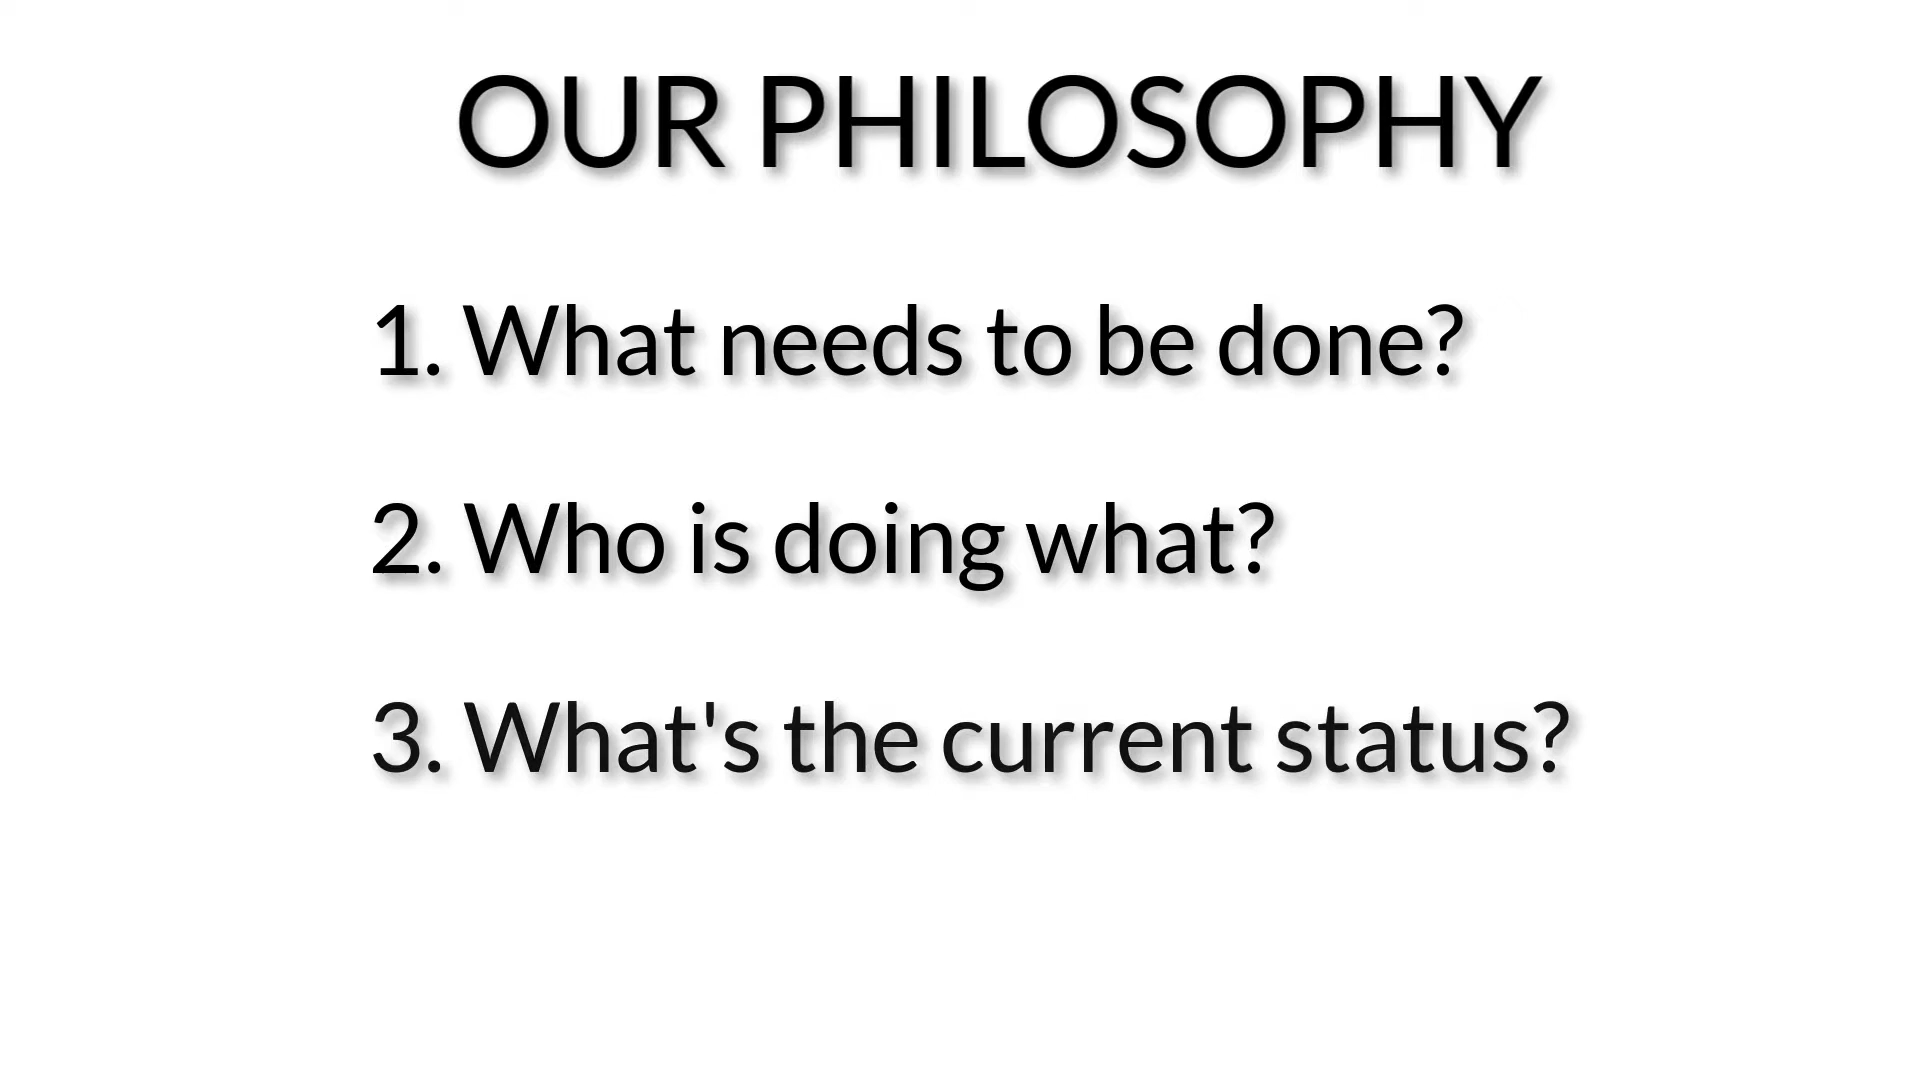 OUR PHILOSOPHY
1. What needs to be done?
2. Who is doing what?
3. What's the current status?